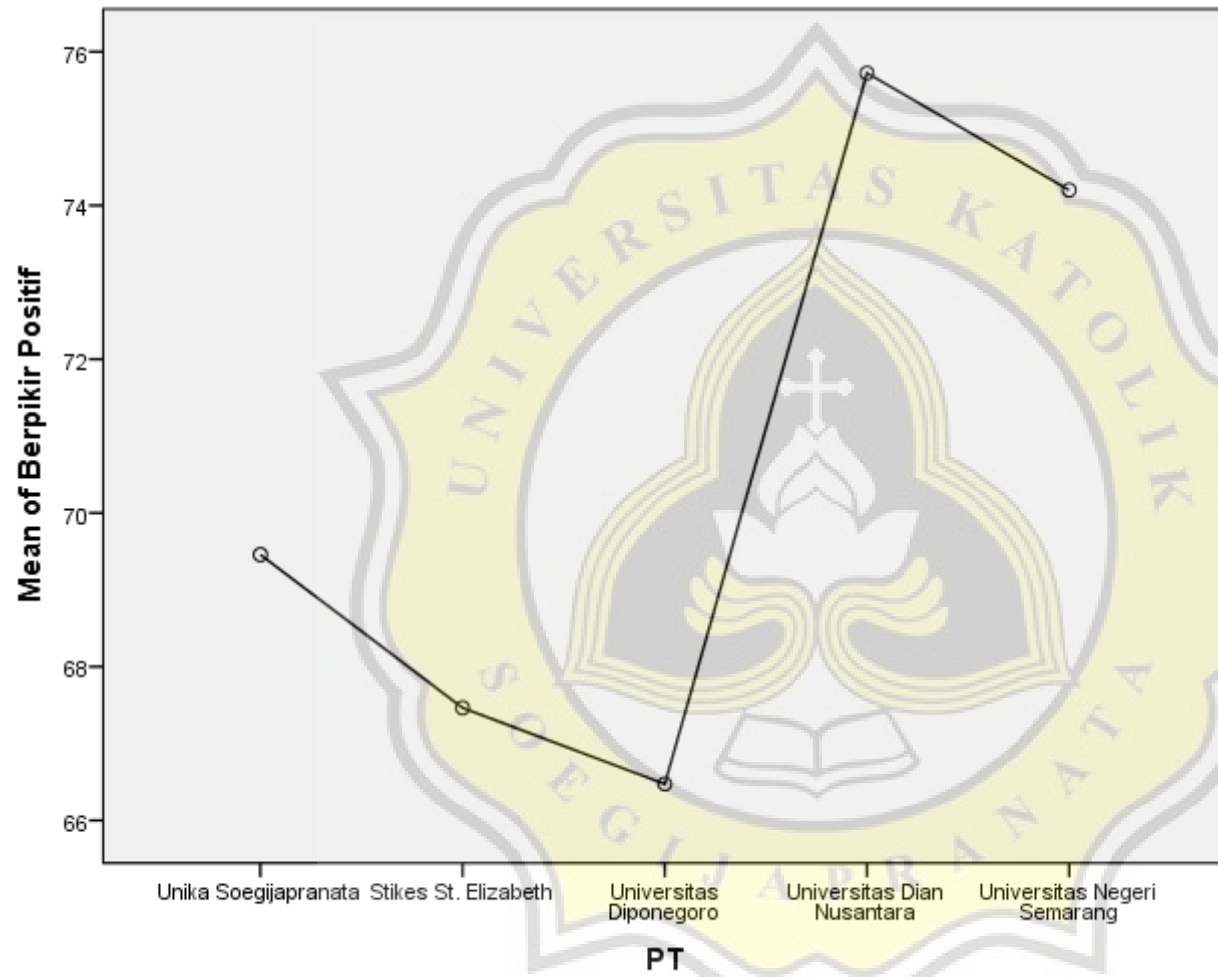 76
74
72
70
68
66
Mean of Berpikir Positif
UNIVERSITAS KATOLIK
SOEGIJAPRANATA
Unika Soegijapranata
Stikes St. Elizabeth
Universitas
Diponegoro
Universitas Dian
Nusantara
Universitas Negeri
Semarang
PT